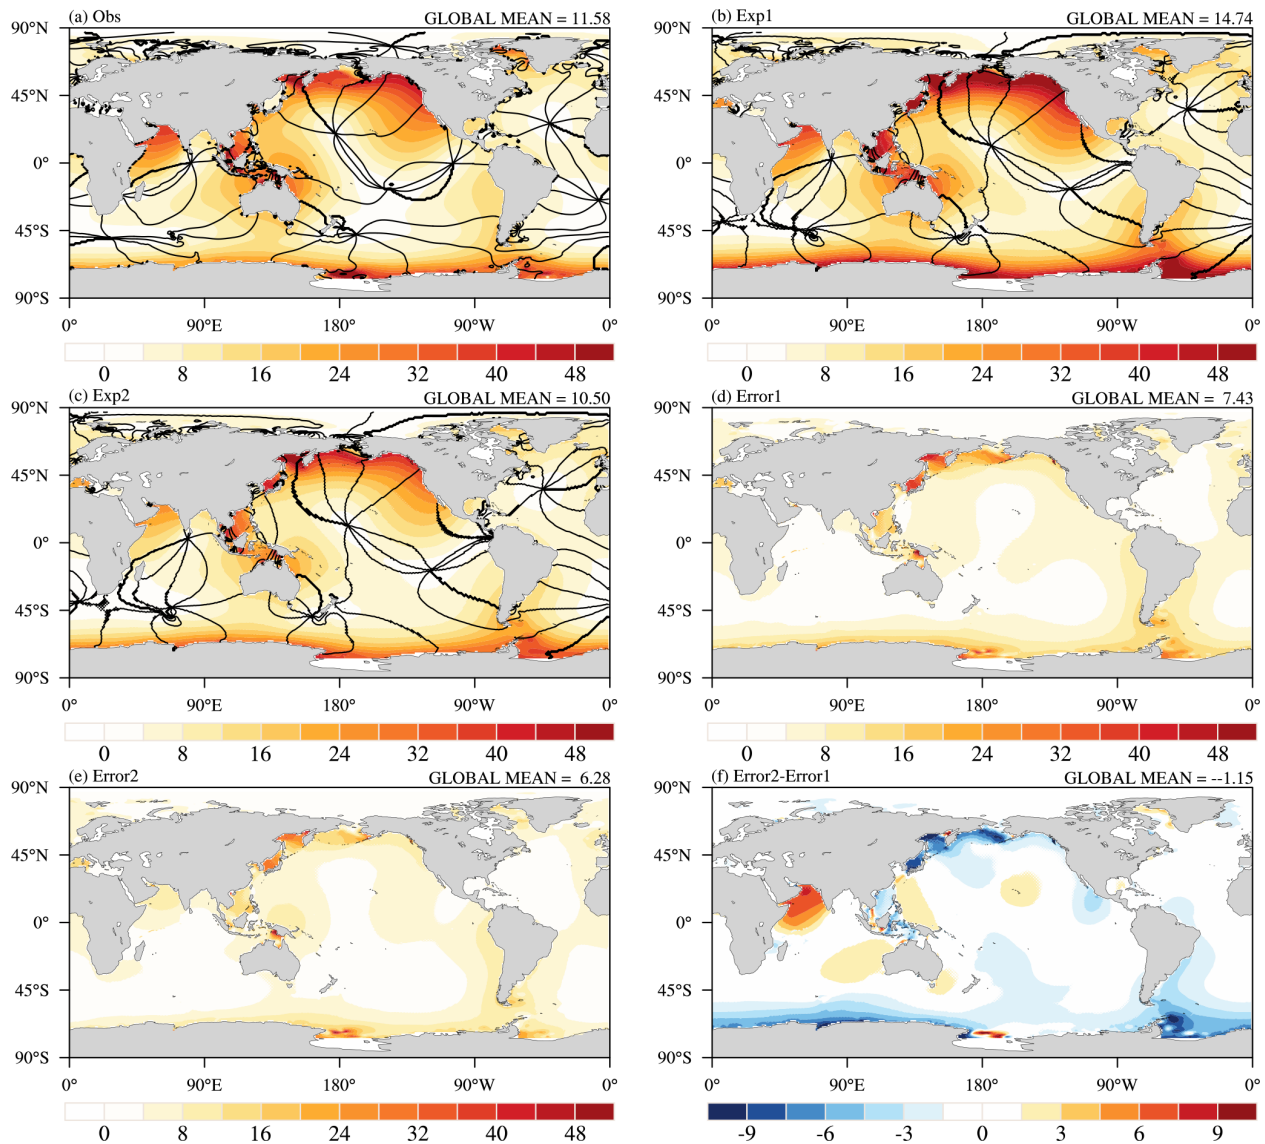 (a) Obs GLOBAL MEAN = 11.58
(b) Exp1 GLOBAL MEAN = 14.74
90°N 90°N
45°N 45°N
0° 0°
45°S 45°S
90°S 90°S
0° 90°E 180° 90°W 0° 0° 90°E 180° 90°W 0°
0 8 16 24 32 40 48 0 8 16 24 32 40 48
(c) Exp2 GLOBAL MEAN = 10.50
(d) Error1 GLOBAL MEAN = 7.43
90°N 90°N
45°N 45°N
0° 0°
45°S 45°S
90°S 90°S
0° 90°E 180° 90°W 0° 0° 90°E 180° 90°W 0°
0 8 16 24 32 40 48 0 8 16 24 32 40 48
(e) Error2 GLOBAL MEAN = 6.28
(f) Error2-Error1 GLOBAL MEAN = --1.15
90°N 90°N
45°N 45°N
0° 0°
45°S 45°S
90°S 90°S
0° 90°E 180° 90°W 0° 0° 90°E 180° 90°W 0°
0 8 16 24 32 40 48 -9 -6 -3 0 3 6 9